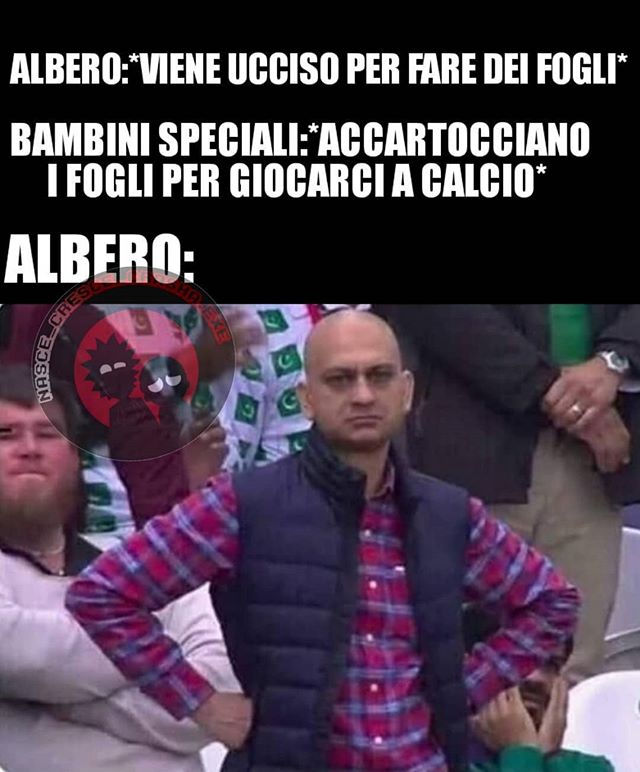 ALBERO:*VIENE UCCISO PER FARE DEI FOGLI*
BAMBINI SPECIALI:*ACCARTOCCIANO
I FOGLI PER GIOCARCI A CALCIO*
ALBERO: